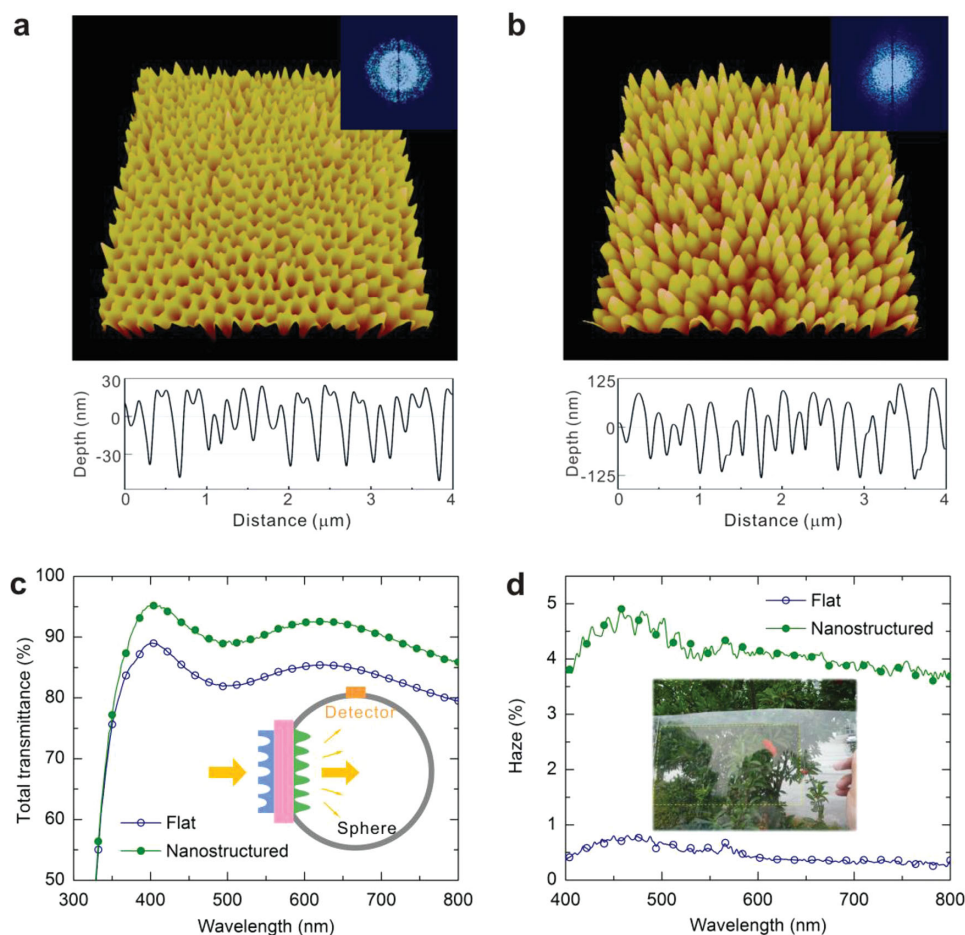 a
b
30
0
-30
Depth (nm)
0 1 2 3 4
Distance (μm)
125
0
-125
Depth (nm)
0 1 2 3 4
Distance (μm)
c
100
90
80
70
60
50
Total transmittance (%)
Detector
Sphere
Flat
Nanostructured
300 400 500 600 700 800
Wavelength (nm)
d
5
4
3
2
1
0
Haze (%)
Flat
Nanostructured
400 500 600 700 800
Wavelength (nm)